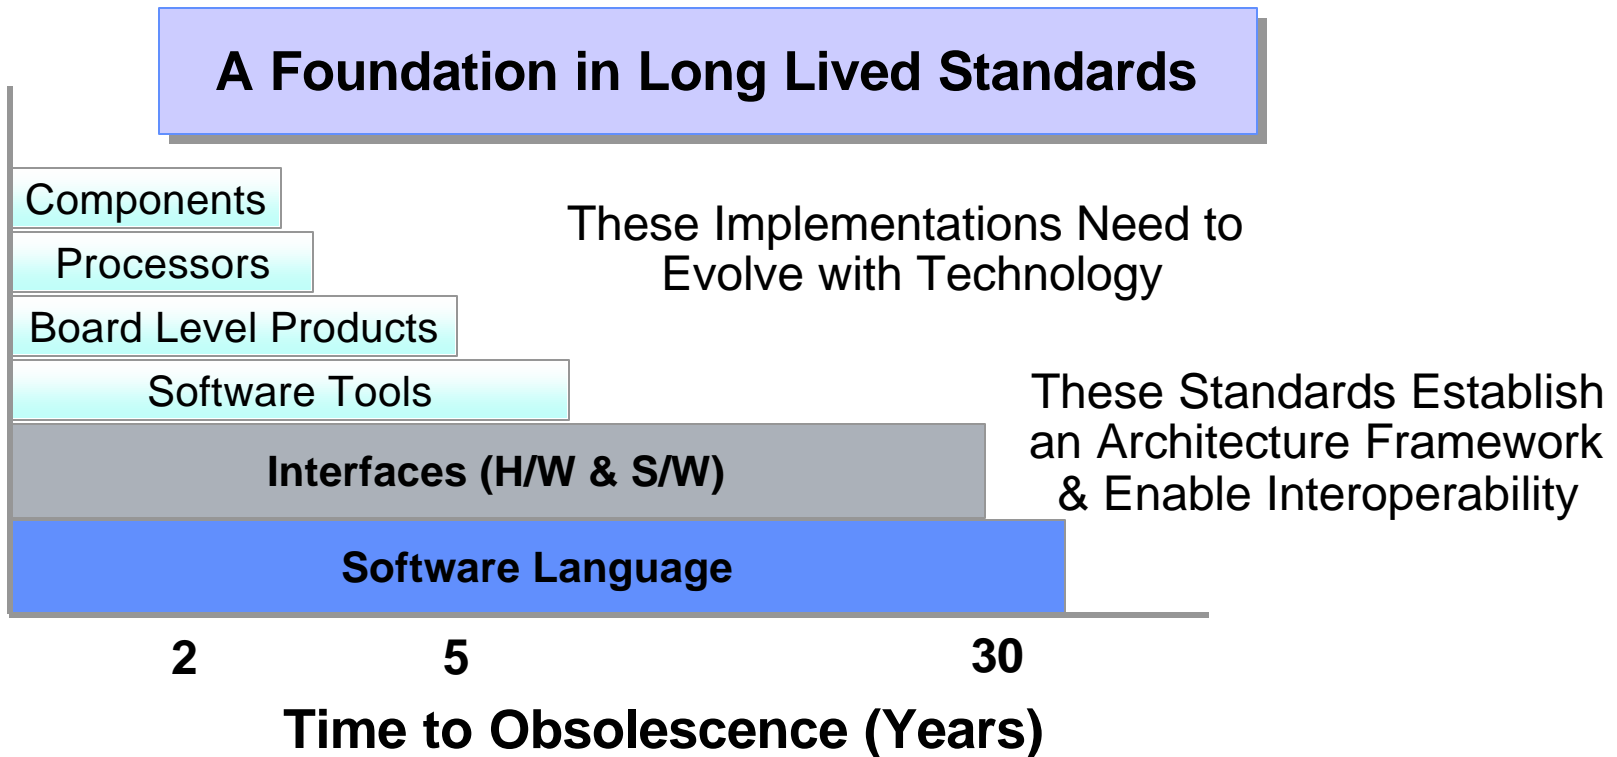 A Foundation in Long Lived Standards
Components
Processors
Board Level Products
Software Tools
Interfaces (H/W & S/W)
Software Language
These Implementations Need to
Evolve with Technology
These Standards Establish
an Architecture Framework
& Enable Interoperability
2 5 30
Time to Obsolescence (Years)